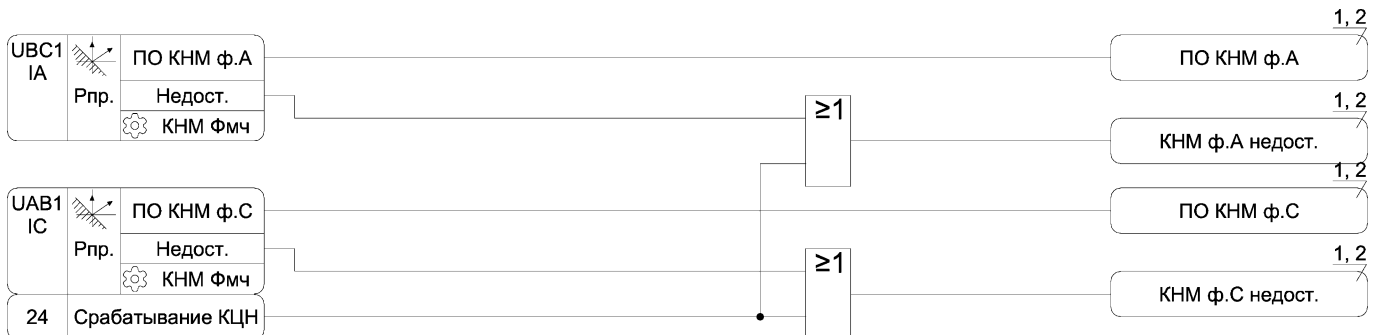 1, 2
UBC1
IA
ПО КНМ ф.А
ПО КНМ ф.А
Рпр.
Недост.
КНМ Фмч
≥1
1, 2
КНМ ф.А недост.
1, 2
UAB1
IC
ПО КНМ ф.С
ПО КНМ ф.С
Рпр.
Недост.
КНМ Фмч
≥1
1, 2
КНМ ф.С недост.
24
Срабатывание КЦН